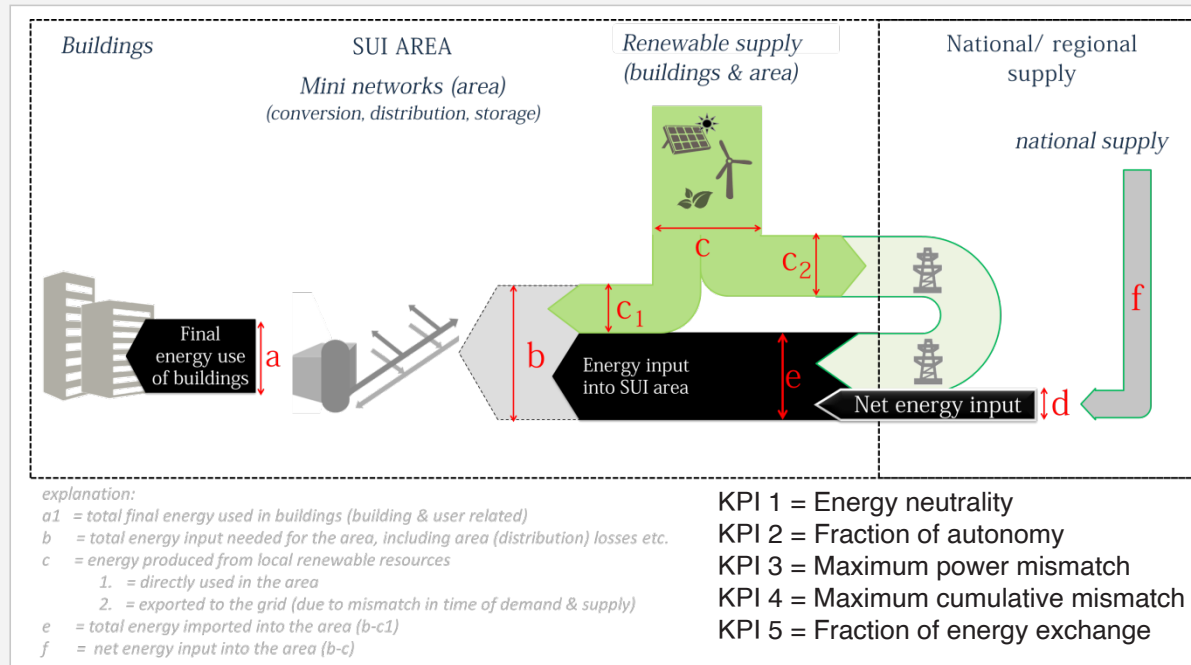 Buildings
SUI AREA
Mini networks (area)
(conversion, distribution, storage)
Renewable supply
(buildings & area)
National/ regional
supply
national supply
c
c2
c1
f
Final
energy use
of buildings
a
b
Energy input
into SUI area
e
Net energy input
d
explanation:
a1 = total final energy used in buildings (building & user related)
b = total energy input needed for the area, including area (distribution) losses etc.
c = energy produced from local renewable resources
1. = directly used in the area
2. = exported to the grid (due to mismatch in time of demand & supply)
e = total energy imported into the area (b-c1)
f = net energy input into the area (b-c)
KPI 1 = Energy neutrality
KPI 2 = Fraction of autonomy
KPI 3 = Maximum power mismatch
KPI 4 = Maximum cumulative mismatch
KPI 5 = Fraction of energy exchange